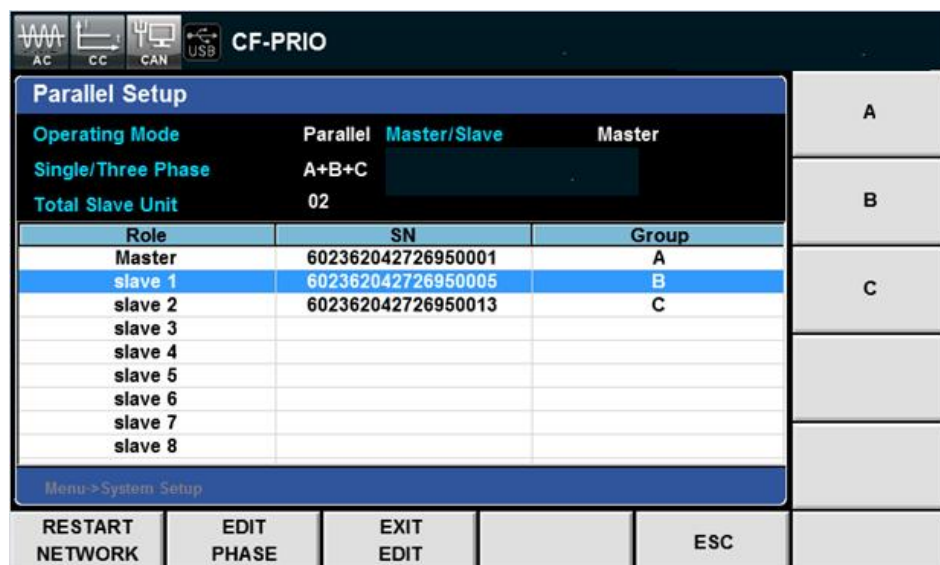 AC CC CAN USB CF-PRIO
Parallel Setup
Operating Mode Parallel Master/Slave Master
Single/Three Phase A+B+C
Total Slave Unit 02
Role SN Group
Master 602362042726950001 A
slave 1 602362042726950005 B
slave 2 602362042726950013 C
slave 3
slave 4
slave 5
slave 6
slave 7
slave 8
Menu->System Setup
A
B
C
RESTART NETWORK
EDIT PHASE
EXIT EDIT
ESC